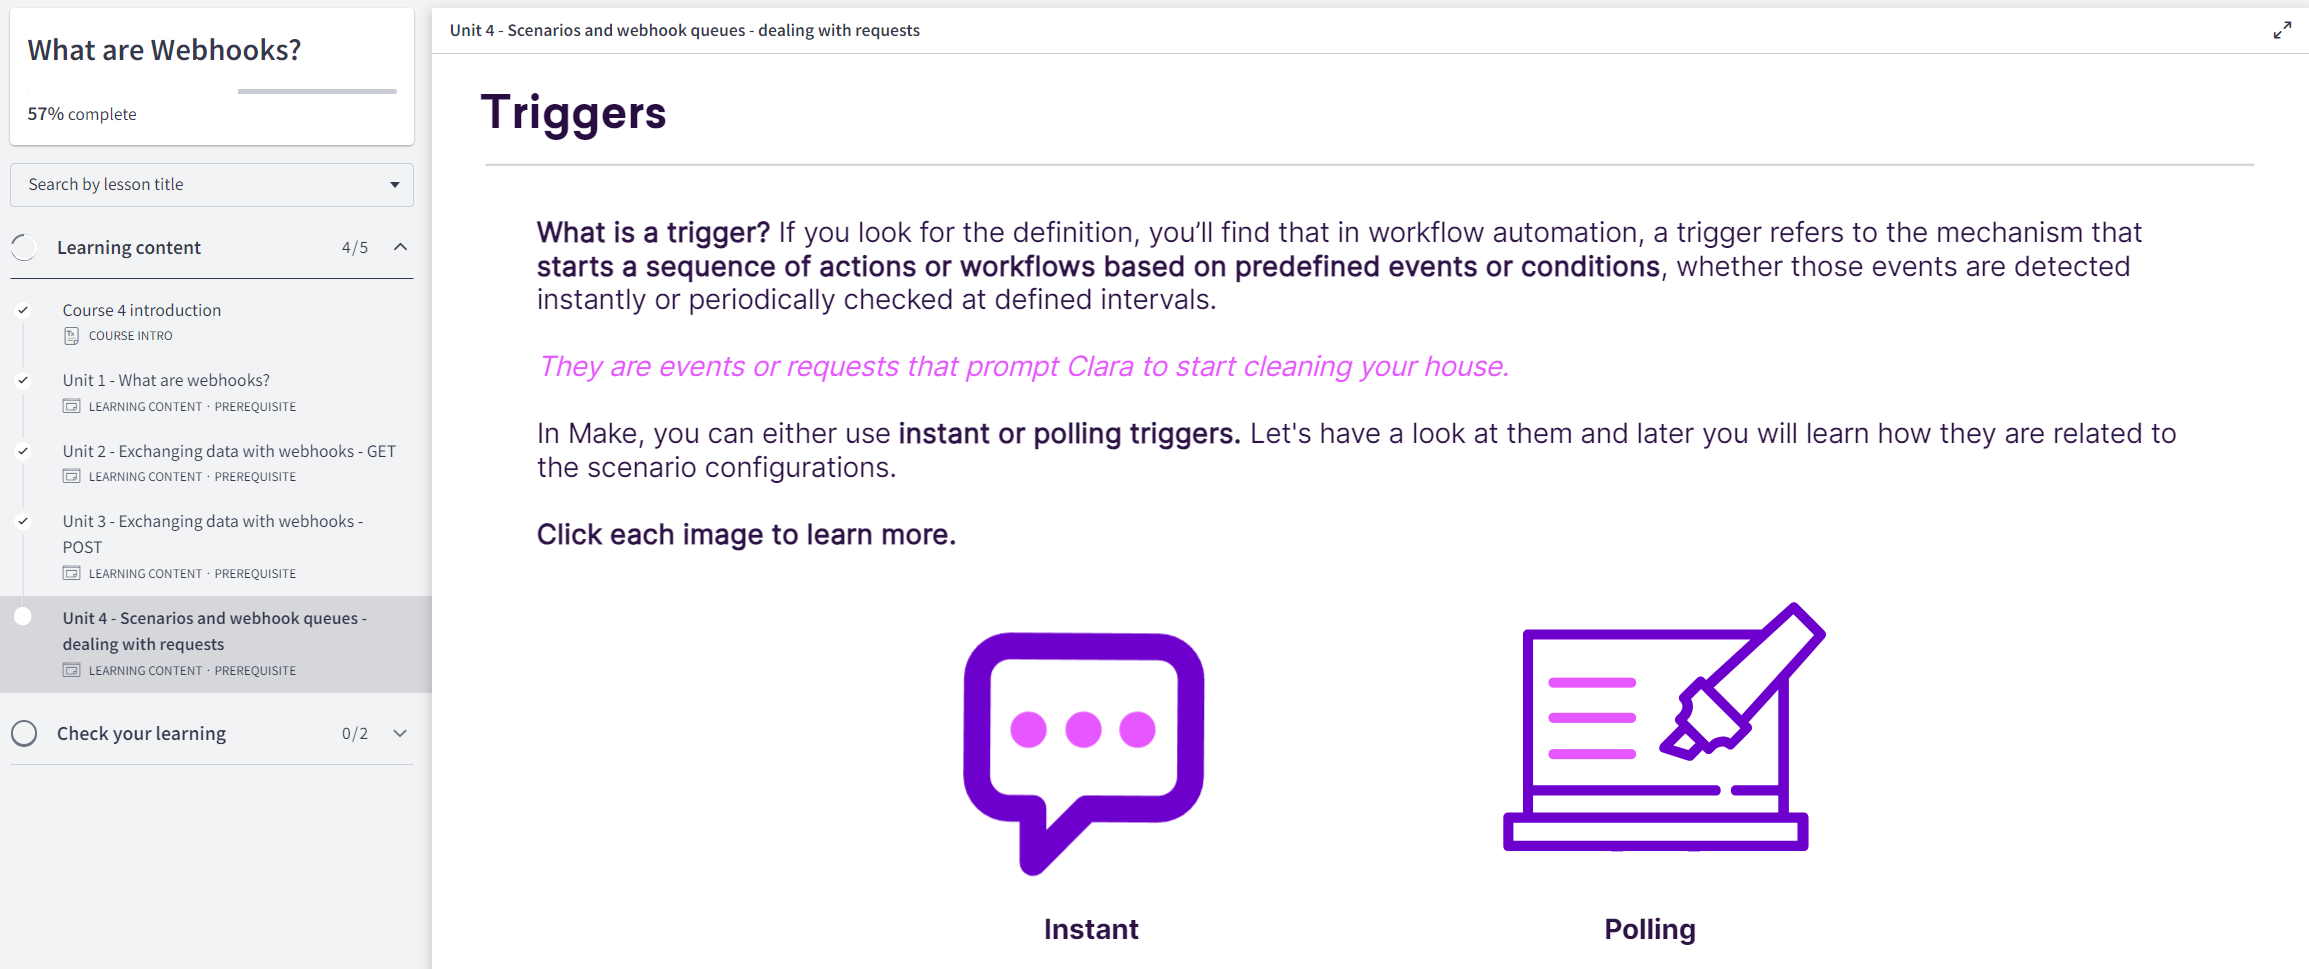 What are Webhooks?
57% complete
Search by lesson title
Learning content 4/5
Course 4 introduction
COURSE INTRO
Unit 1 - What are webhooks?
LEARNING CONTENT · PREREQUISITE
Unit 2 - Exchanging data with webhooks - GET
LEARNING CONTENT · PREREQUISITE
Unit 3 - Exchanging data with webhooks -
POST
LEARNING CONTENT · PREREQUISITE
Unit 4 - Scenarios and webhook queues -
dealing with requests
LEARNING CONTENT · PREREQUISITE
Check your learning 0/2
Unit 4 - Scenarios and webhook queues - dealing with requests
Triggers
What is a trigger? If you look for the definition, you’ll find that in workflow automation, a trigger refers to the mechanism that
starts a sequence of actions or workflows based on predefined events or conditions, whether those events are detected
instantly or periodically checked at defined intervals.
They are events or requests that prompt Clara to start cleaning your house.
In Make, you can either use instant or polling triggers. Let's have a look at them and later you will learn how they are related to
the scenario configurations.
Click each image to learn more.
Instant
Polling